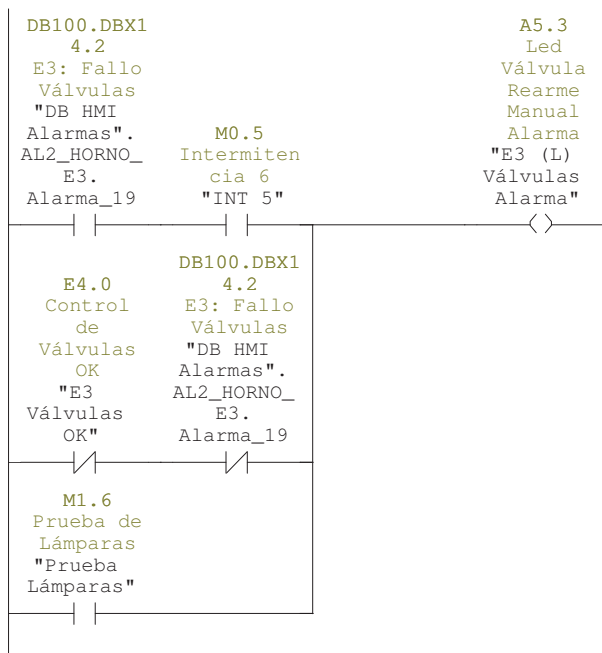 DB100.DBX1
4.2
E3: Fallo
Válvulas
"DB HMI
Alarmas".
AL2_HORNO_
E3.
Alarma_19
M0.5
Intermiten
cia 6
"INT 5"
A5.3
Led
Válvula
Rearme
Manual
Alarma
"E3 (L)
Válvulas
Alarma"
E4.0
Control
de
Válvulas
OK
"E3
Válvulas
OK"
DB100.DBX1
4.2
E3: Fallo
Válvulas
"DB HMI
Alarmas".
AL2_HORNO_
E3.
Alarma_19
M1.6
Prueba de
Lámparas
"Prueba
Lámparas"